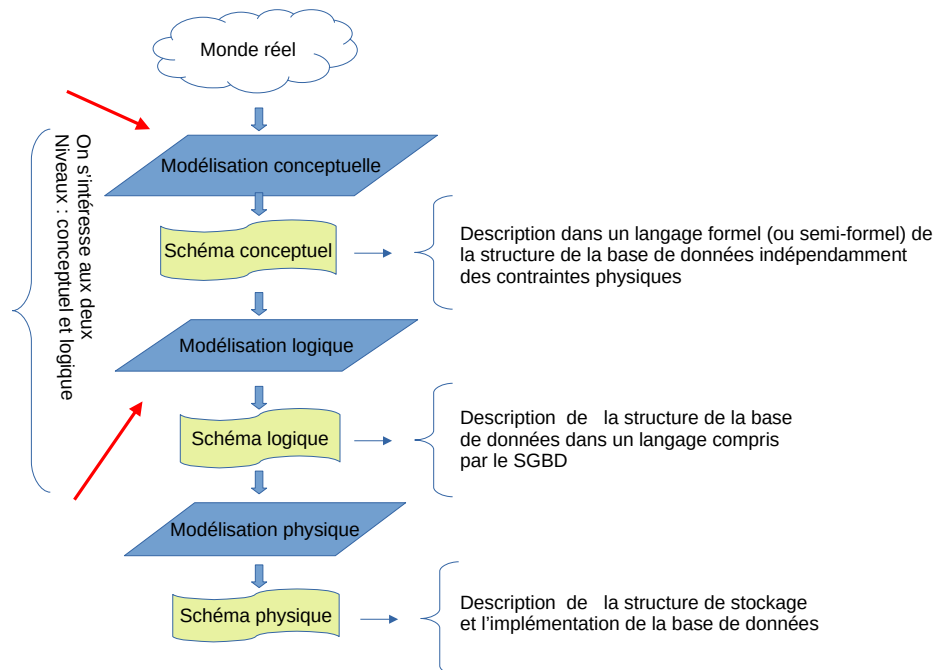 Monde réel
Modélisation conceptuelle
On s'intéresse aux deux
Niveaux : conceptuel et logique
Schéma conceptuel
Description dans un langage formel (ou semi-formel) de
la structure de la base de données indépendamment
des contraintes physiques
Modélisation logique
Schéma logique
Description de la structure de la base
de données dans un langage compris
par le SGBD
Modélisation physique
Schéma physique
Description de la structure de stockage
et l'implémentation de la base de données